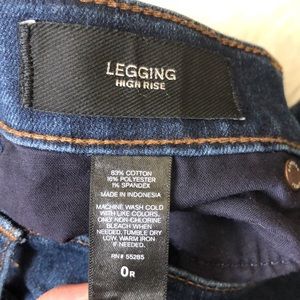 LEGGING
HIGH RISE
83% COTTON
16% POLYESTER
1% SPANDEX
MADE IN INDONESIA
MACHINE WASH COLD
WITH LIKE COLORS,
ONLY NON-CHLORINE
BLEACH WHEN
NEEDED, TUMBLE DRY
LOW, WARM IRON
IF NEEDED.
RN# 55285
0R